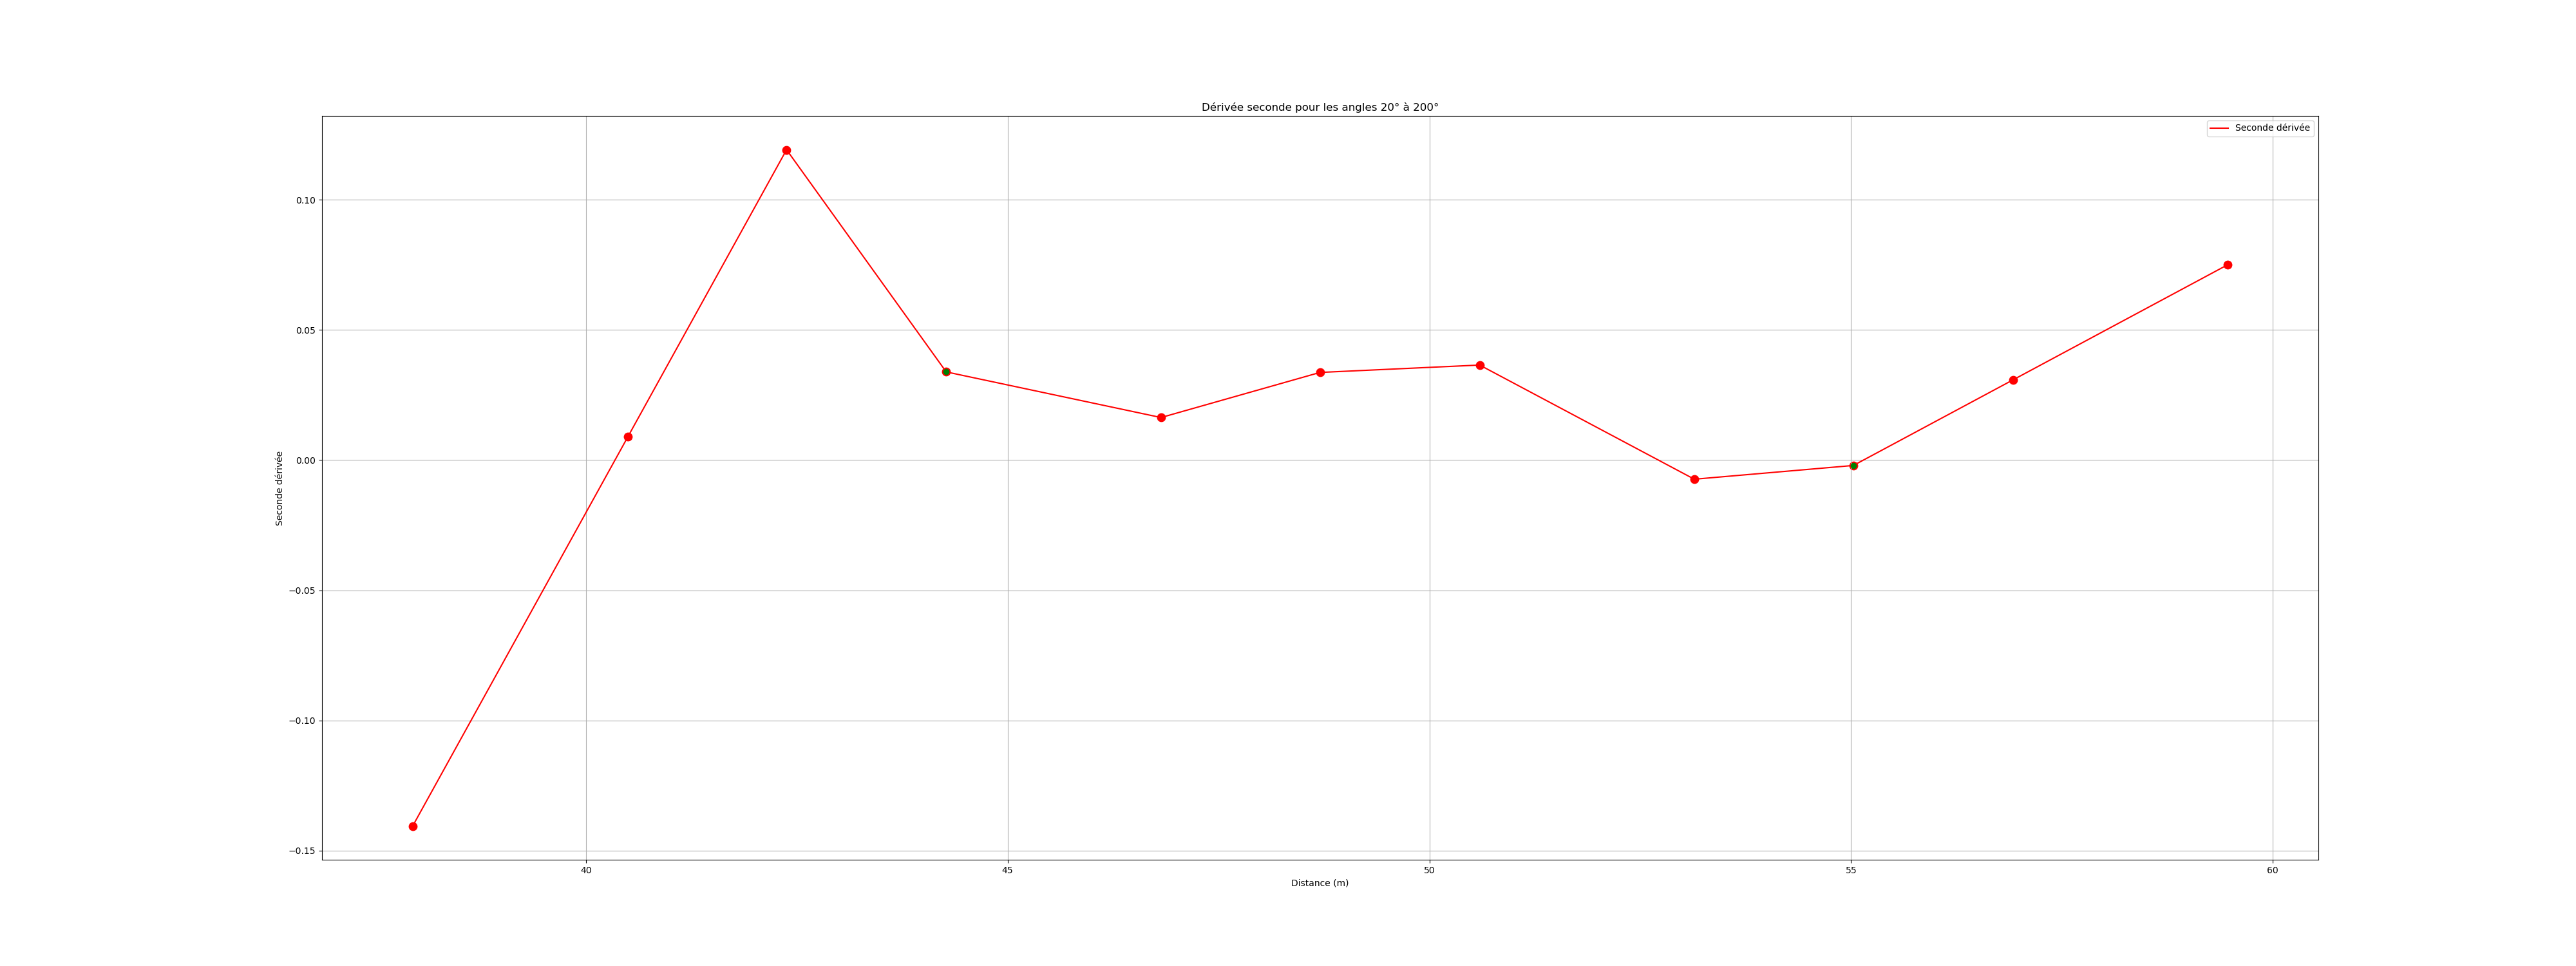 Dérivée seconde pour les angles 20° à 200°
Seconde dérivée
0.10
0.05
0.00
−0.05
−0.10
−0.15
Seconde dérivée
40
45
50
55
60
Distance (m)